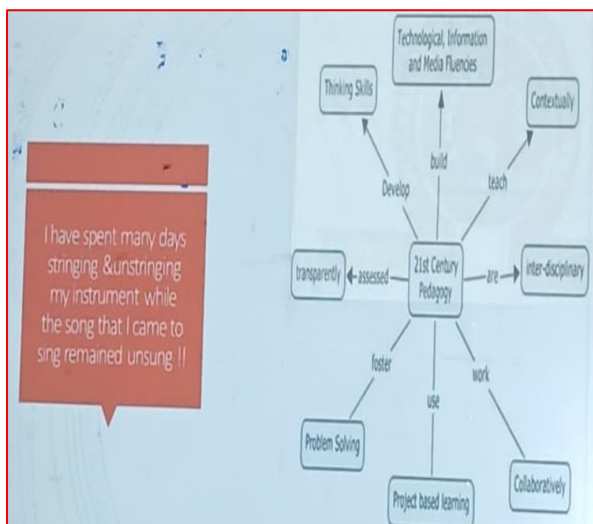 I have spent many days
stringing &unstringing
my instrument while
the song that I came to
sing remained unsung !!
Technological, Information
and Media Fluencies
Thinking Skills
Contextually
build
Develop
teach
transparently
assessed
21st Century
Pedagogy
are
inter-disciplinary
foster
use
work
Problem Solving
Project based learning
Collaboratively